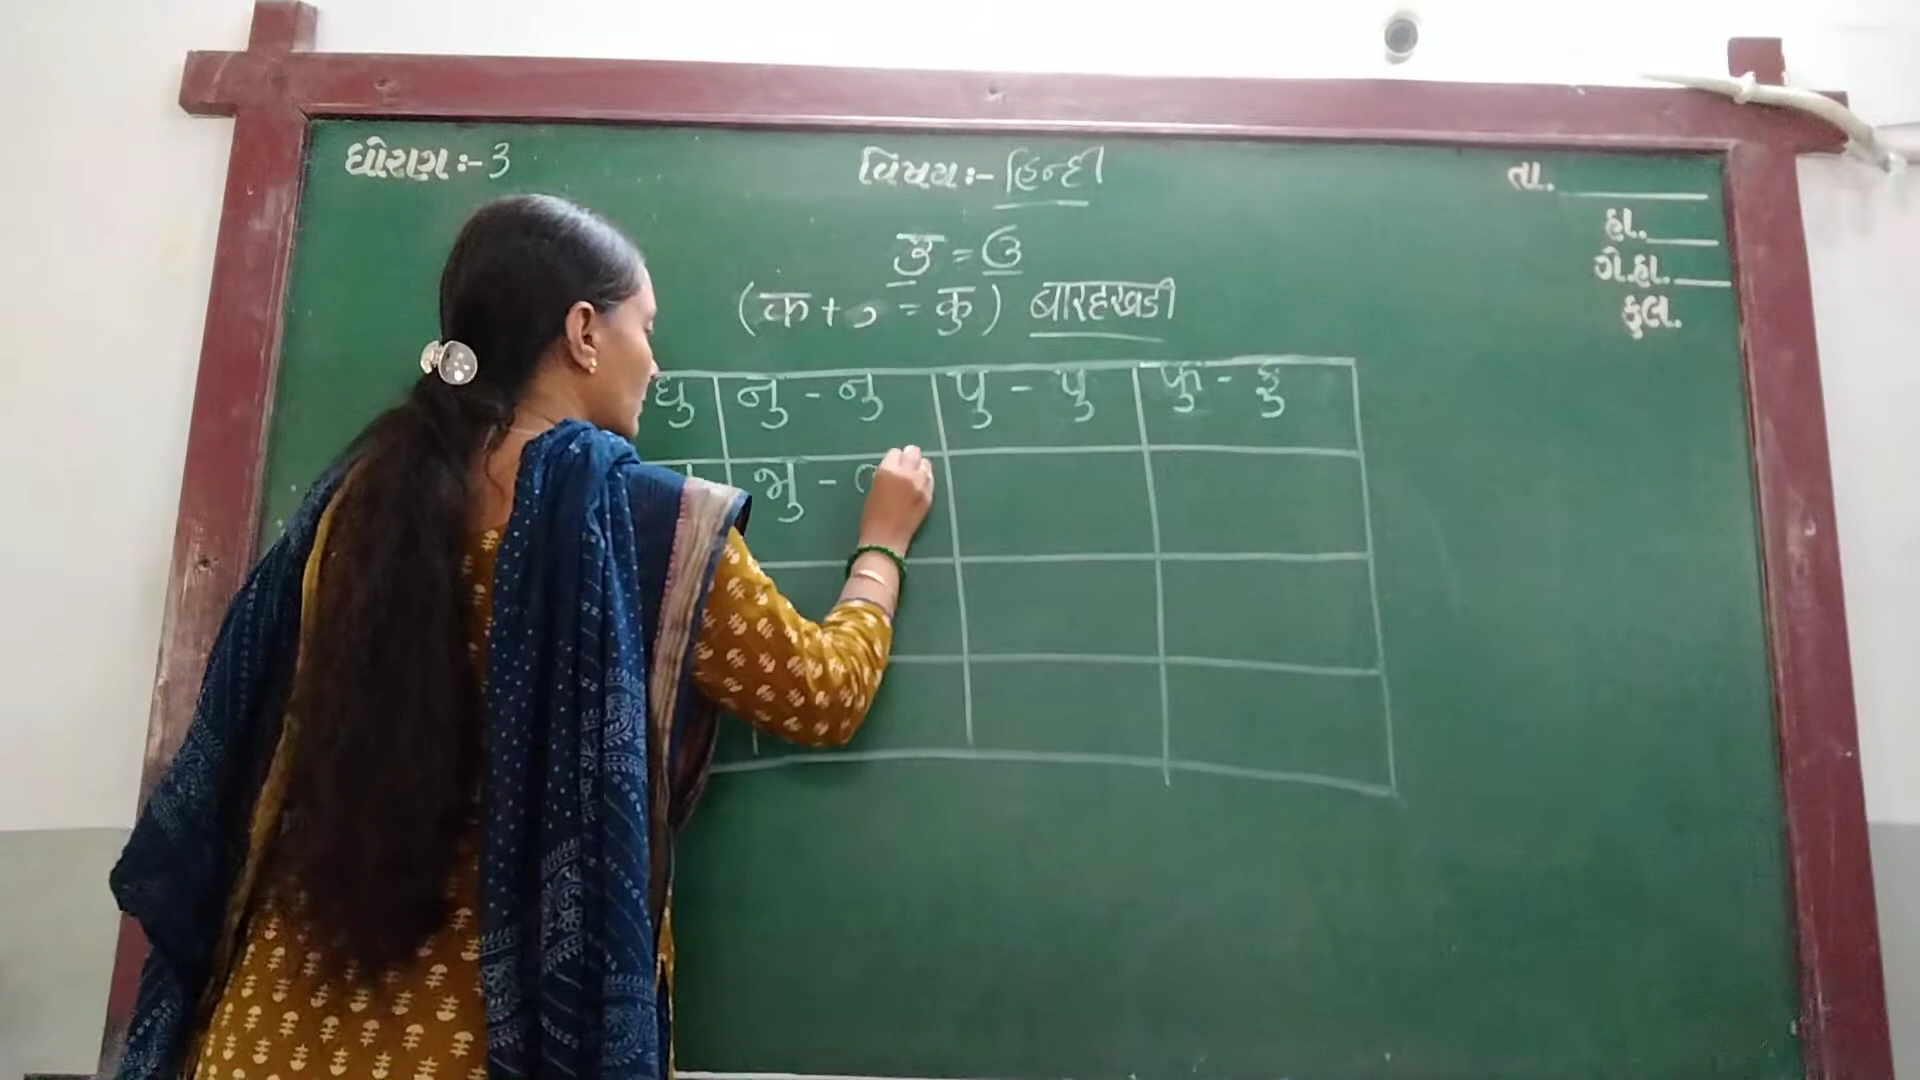 ધોરણ:- 3
વિષય:- हिन्दी
તા.
હા.
ગે.હા.
કુલ.
उ = ઉ
(क + ु = कु) बारहखडी
ધુ
नु - નુ
पु - પુ
फु - ફુ
भु -